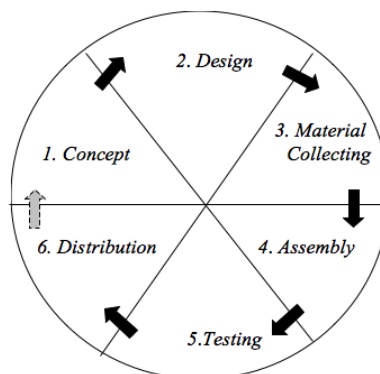 2. Design
3. Material
Collecting
1. Concept
6. Distribution
4. Assembly
5.Testing